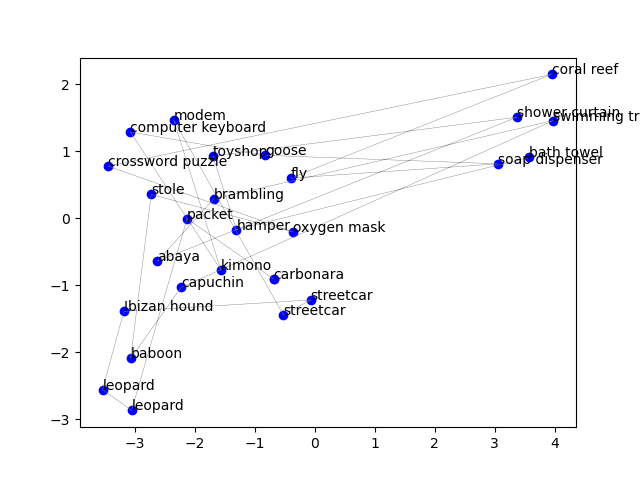 coral reef
2
modem
shower curtain
swimming tr
computer keyboard
1
toyshop
goose
bath towel
crossword puzzle
soap dispenser
fly
stole
brambling
0
packet
hamper
oxygen mask
abaya
kimono
carbonara
−1
capuchin
streetcar
Ibizan hound
streetcar
−2
baboon
leopard
leopard
−3
−3 −2 −1 0 1 2 3 4